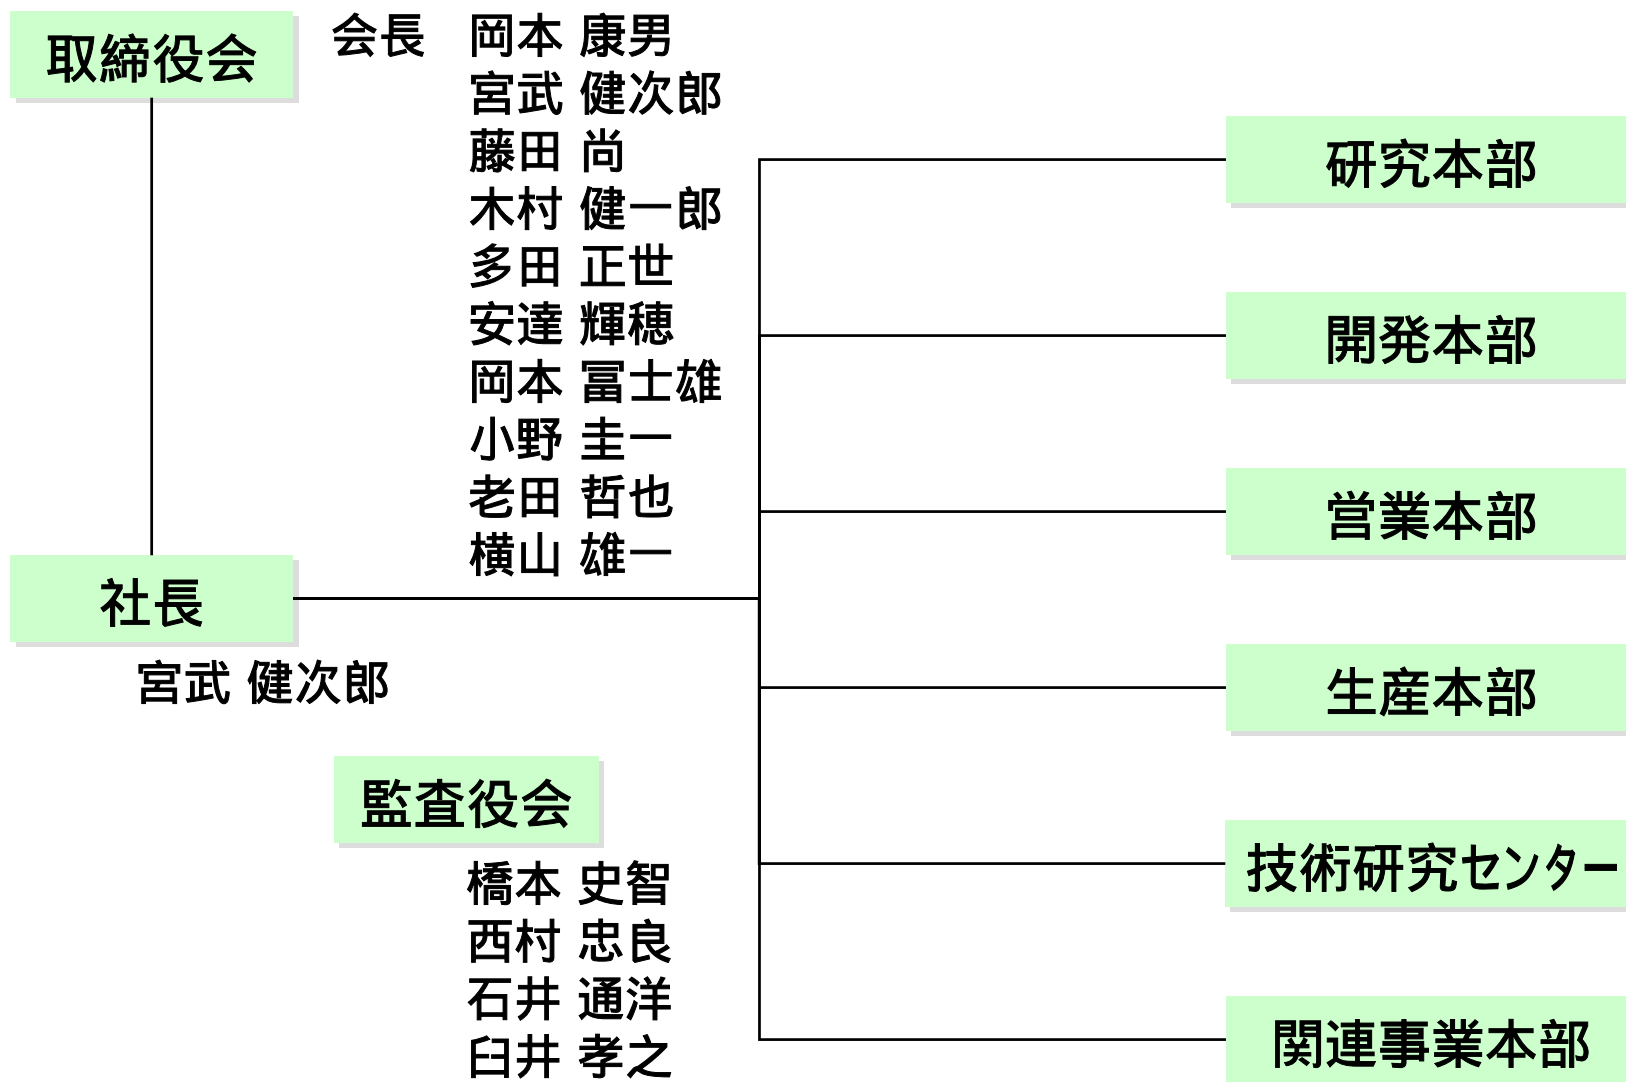 取締役会
会長 岡本 康男
宮武 健次郎
藤田 尚
木村 健一郎
多田 正世
安達 輝穂
岡本 冨士雄
小野 圭一
老田 哲也
横山 雄一
社長
宮武 健次郎
監査役会
橋本 史智
西村 忠良
石井 通洋
臼井 孝之
研究本部
開発本部
営業本部
生産本部
技術研究センター
関連事業本部